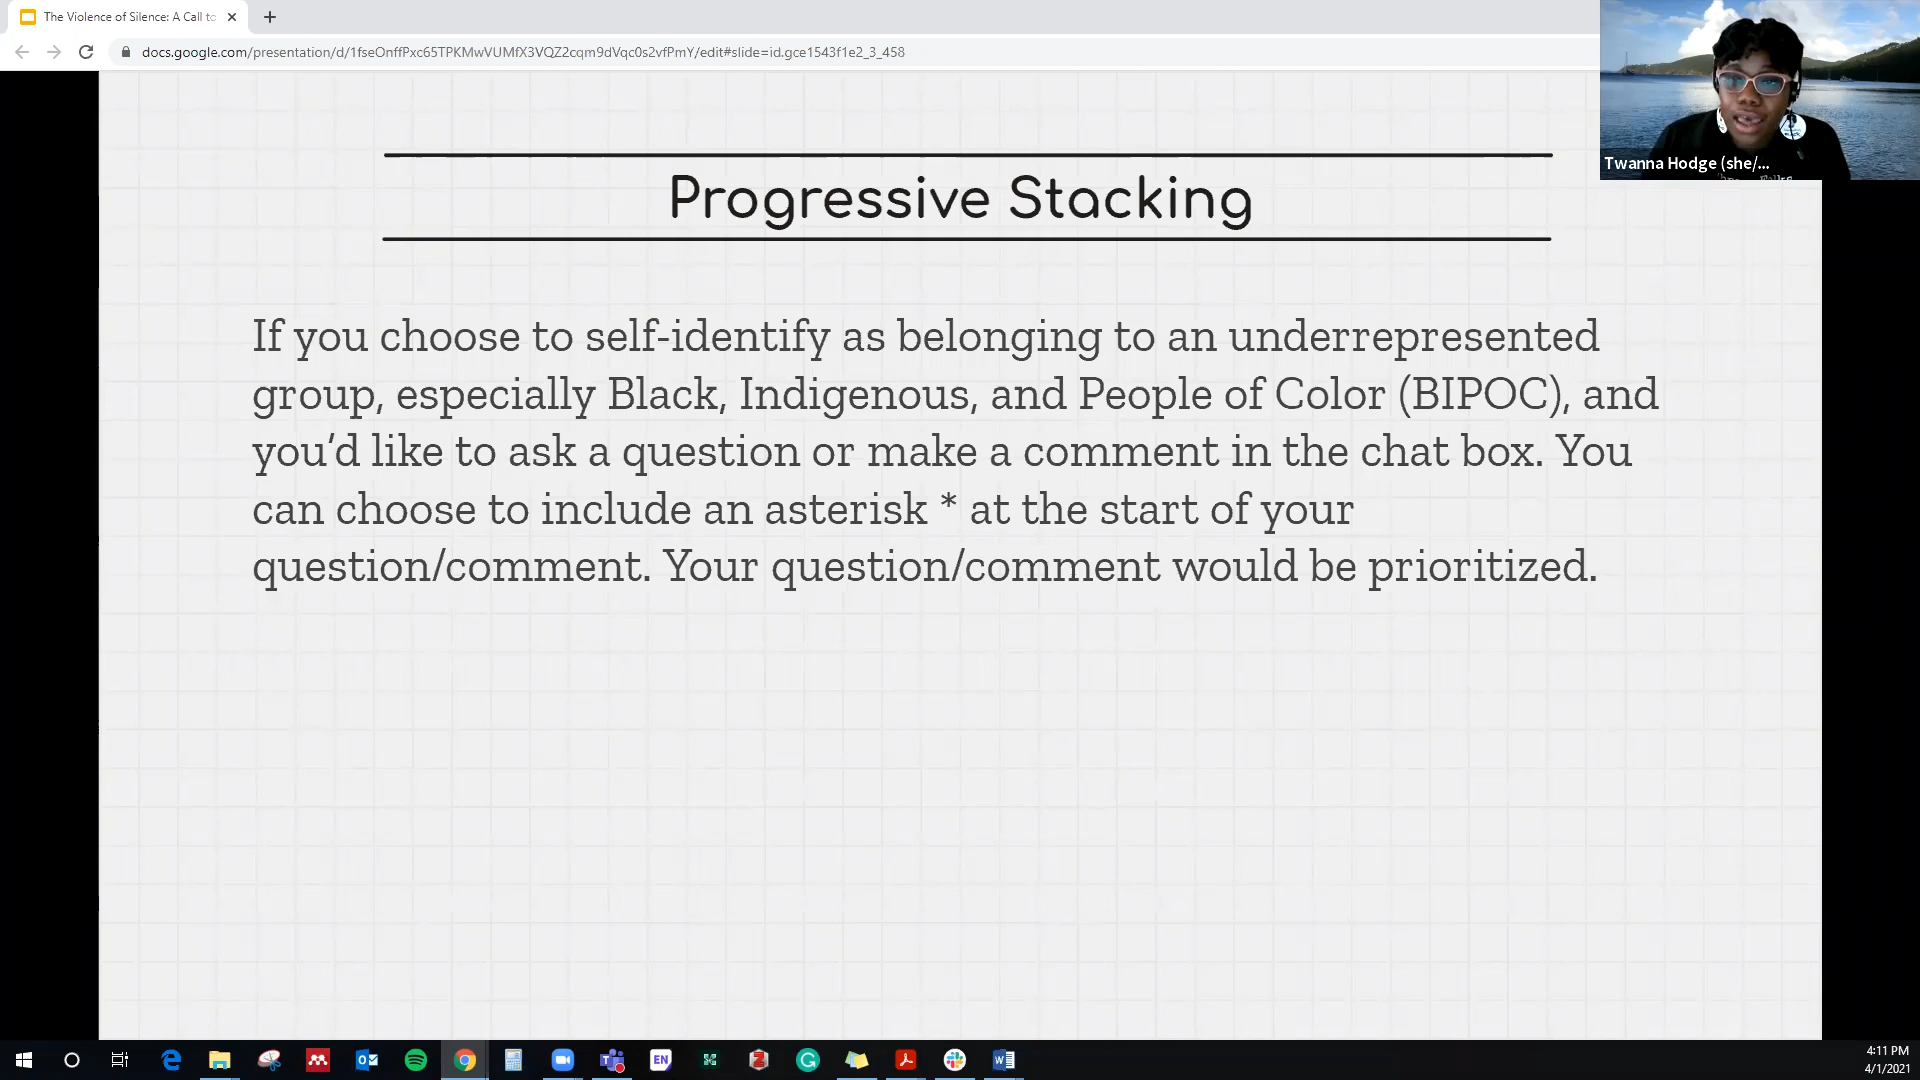 The Violence of Silence: A Call to
docs.google.com/presentation/d/1fseOnffPxc65TPKMwVUMfX3VQZ2cqm9dVqc0s2vfPmY/edit#slide=id.gce1543f1e2_3_458
Twanna Hodge (she/...
Progressive Stacking
If you choose to self-identify as belonging to an underrepresented
group, especially Black, Indigenous, and People of Color (BIPOC), and
you’d like to ask a question or make a comment in the chat box. You
can choose to include an asterisk * at the start of your
question/comment. Your question/comment would be prioritized.
EN
4:11 PM
4/1/2021